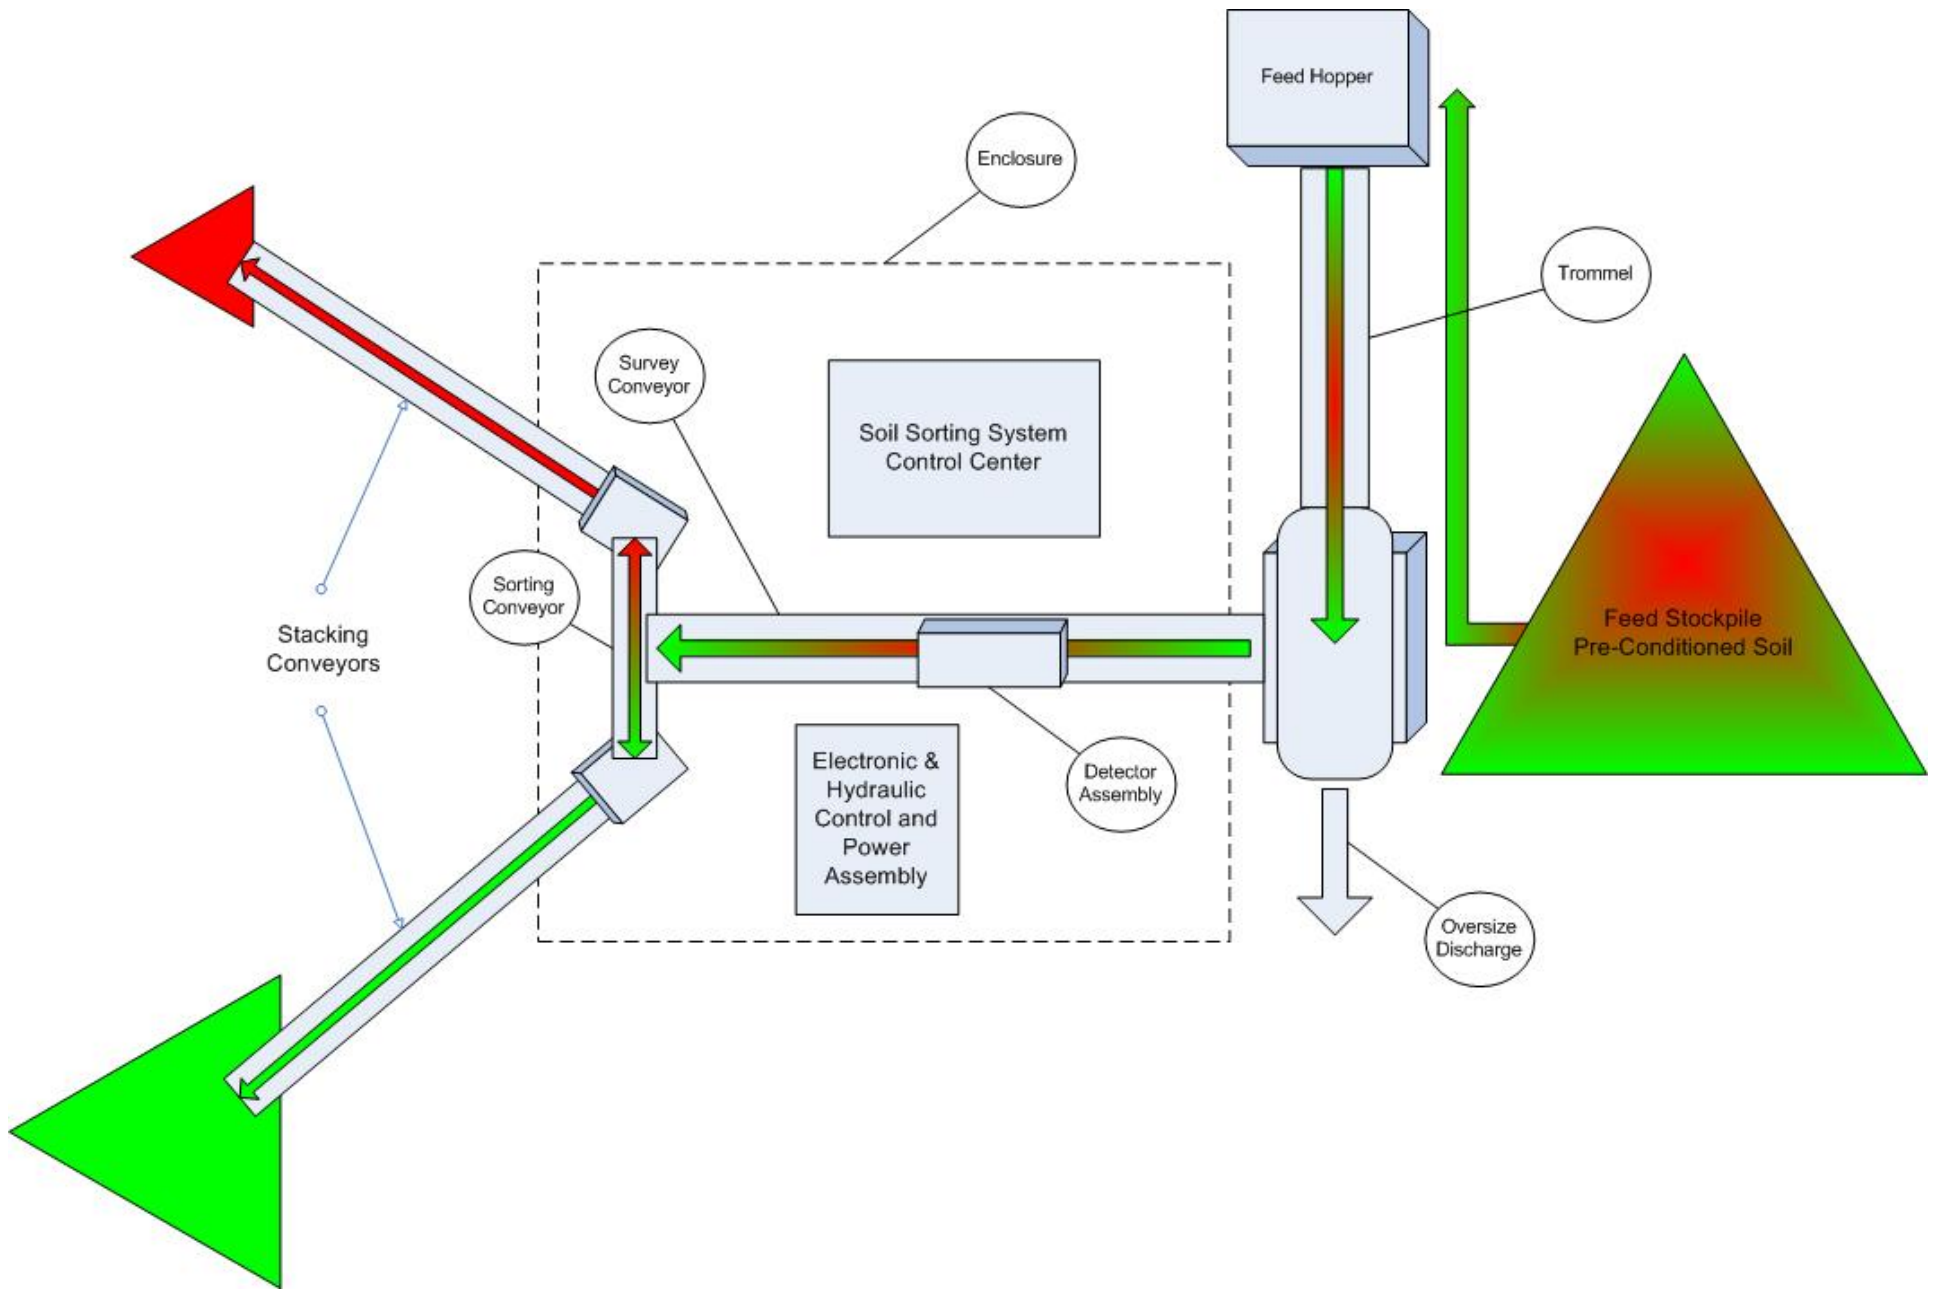 Feed Hopper
Enclosure
Trommel
Survey
Conveyor
Soil Sorting System
Control Center
Sorting
Conveyor
Stacking
Conveyors
Feed Stockpile
Pre-Conditioned Soil
Electronic &
Hydraulic
Control and
Power
Assembly
Detector
Assembly
Oversize
Discharge